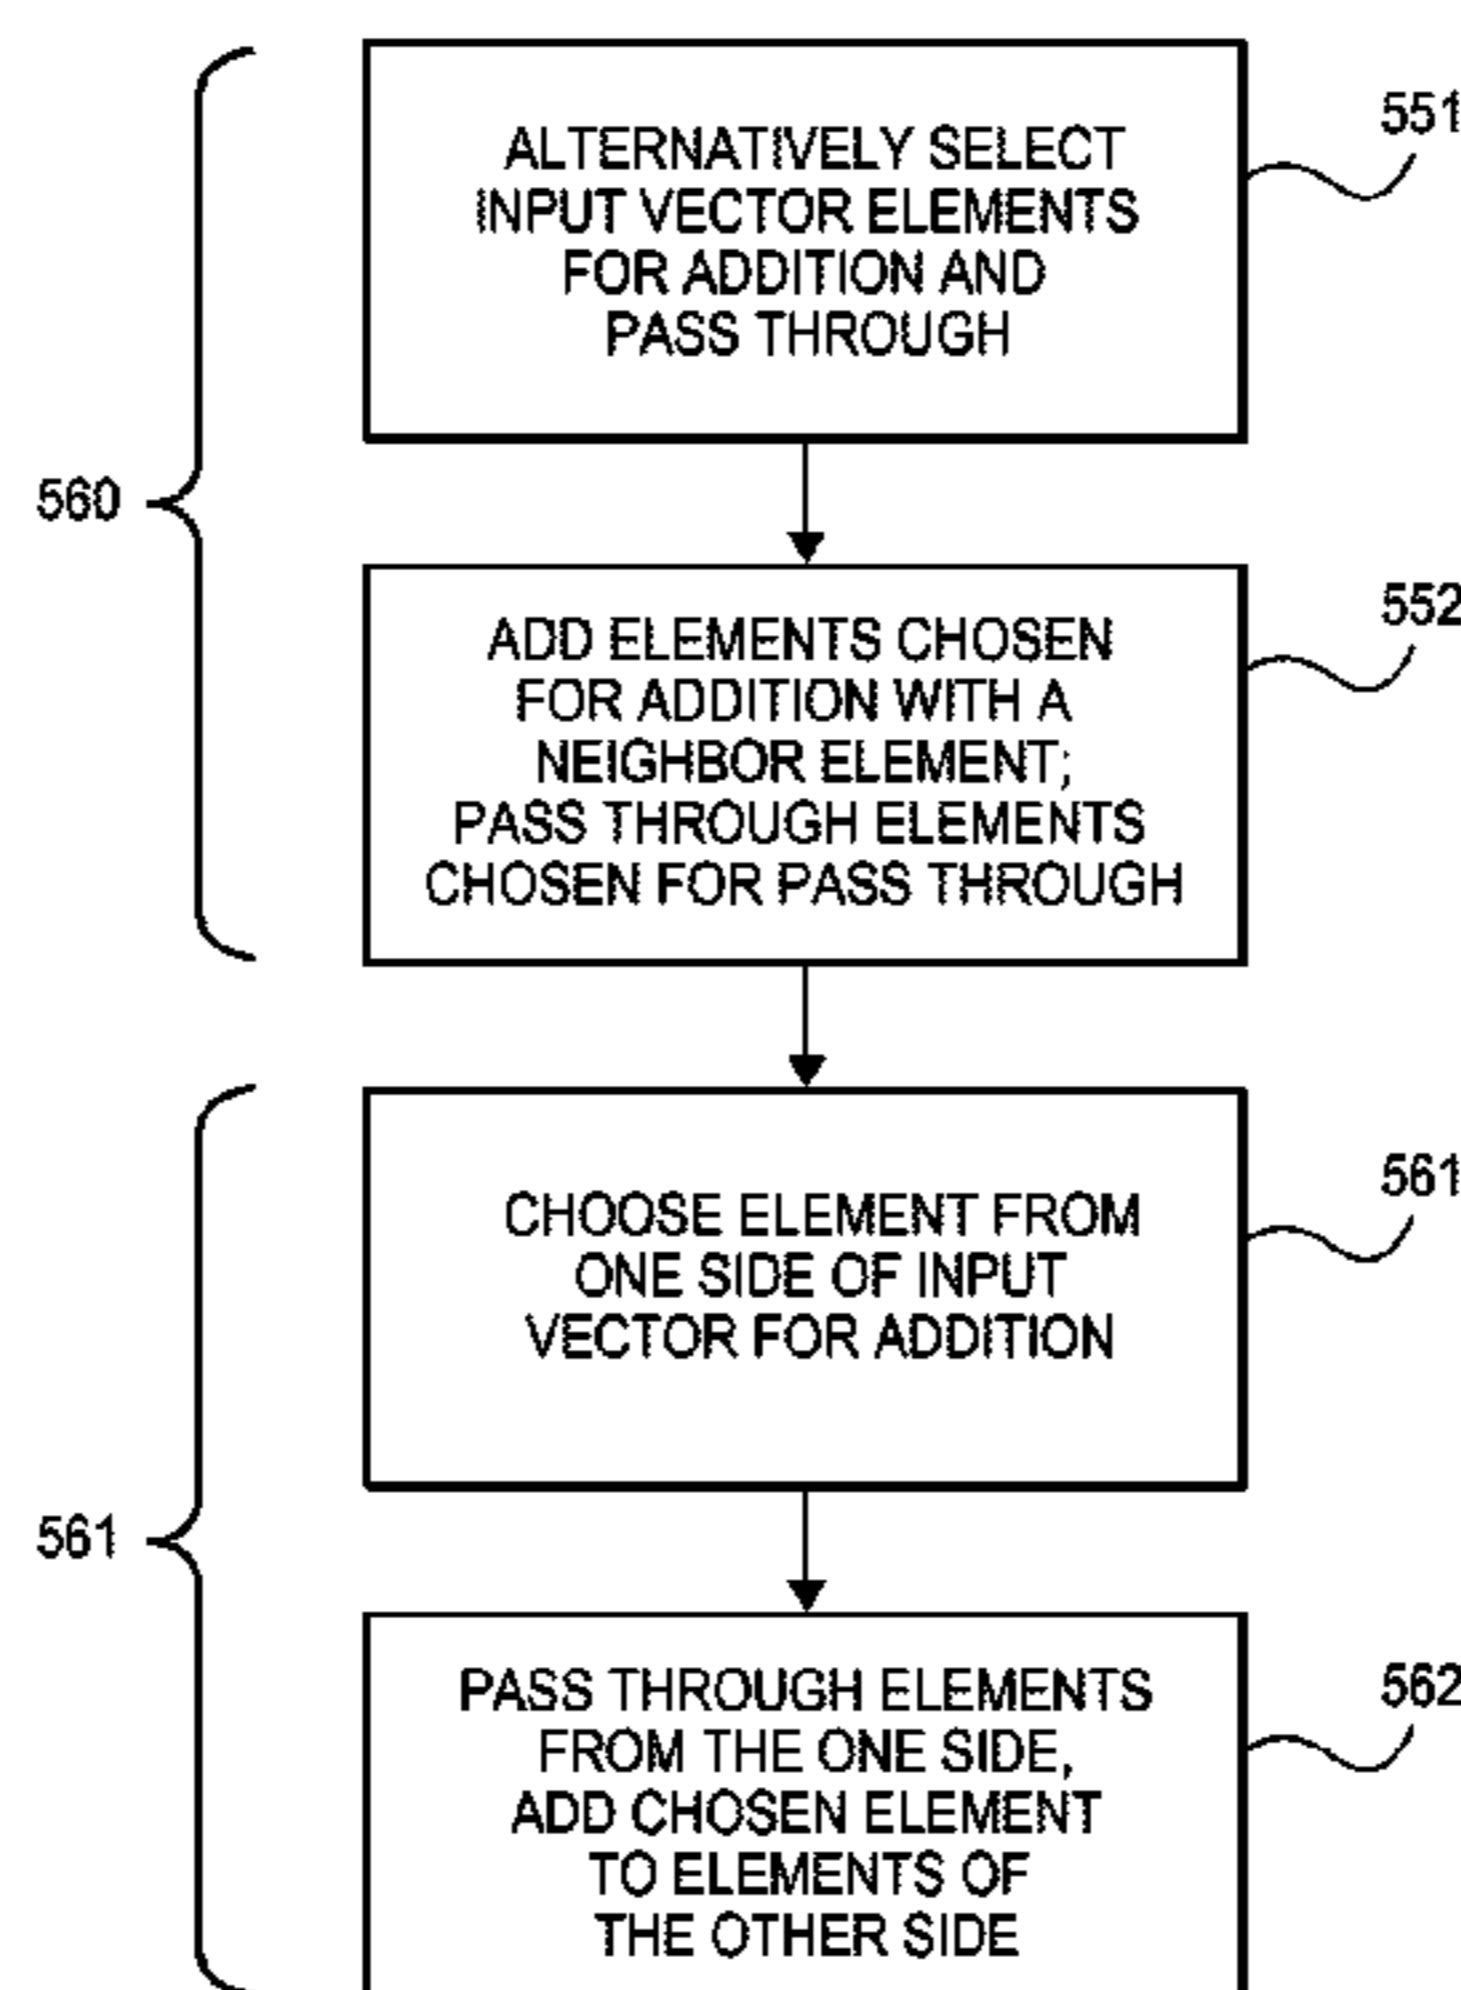 551
ALTERNATIVELY SELECT
INPUT VECTOR ELEMENTS
FOR ADDITION AND
PASS THROUGH
560
552
ADD ELEMENTS CHOSEN
FOR ADDITION WITH A
NEIGHBOR ELEMENT;
PASS THROUGH ELEMENTS
CHOSEN FOR PASS THROUGH
561
CHOOSE ELEMENT FROM
ONE SIDE OF INPUT
VECTOR FOR ADDITION
561
562
PASS THROUGH ELEMENTS
FROM THE ONE SIDE,
ADD CHOSEN ELEMENT
TO ELEMENTS OF
THE OTHER SIDE